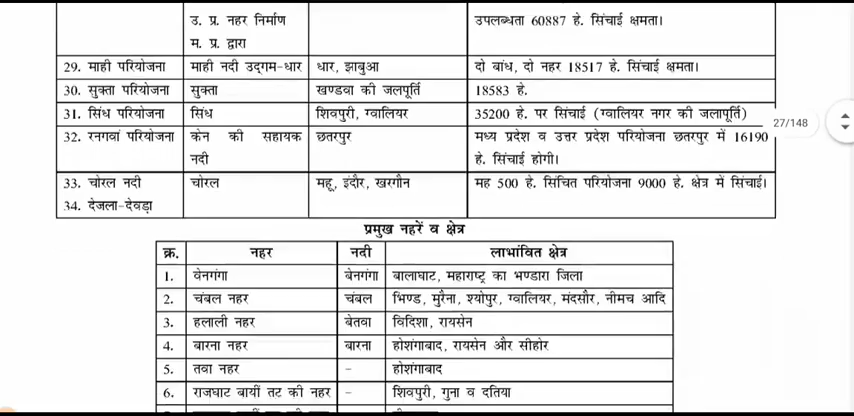 उ. प्र. नहर निर्माण उपलब्धता 60887 हे. सिंचाई क्षमता।
म. प्र. द्वारा
29. माही परियोजना माही नदी उद्गम-धार धार, झाबुआ दो बांध, दो नहर 18517 हे. सिंचाई क्षमता।
30. सुक्ता परियोजना सुक्ता खण्डवा की जलपूर्ति 18583 हे.
31. सिंध परियोजना सिंध शिवपुरी, ग्वालियर 35200 हे. पर सिंचाई (ग्वालियर नगर की जलापूर्ति)
27/148
32. रनगवां परियोजना केन की सहायक छतरपुर मध्य प्रदेश व उत्तर प्रदेश परियोजना छतरपुर में 16190
नदी हे. सिंचाई होगी।
33. चोरल नदी चोरल महू, इंदौर, खरगौन मह 500 हे. सिंचित परियोजना 9000 हे. क्षेत्र में सिंचाई।
34. देजला-देवड़ा
प्रमुख नहरें व क्षेत्र
क्र. नहर नदी लाभांवित क्षेत्र
1. वेनगंगा बेनगंगा बालाघाट, महाराष्ट्र का भण्डारा जिला
2. चंबल नहर चंबल भिण्ड, मुरैना, श्योपुर, ग्वालियर, मंदसौर, नीमच आदि
3. हलाली नहर बेतवा विदिशा, रायसेन
4. बारना नहर बारना होशंगाबाद, रायसेन और सीहोर
5. तवा नहर - होशंगाबाद
6. राजघाट बायीं तट की नहर - शिवपुरी, गुना व दतिया